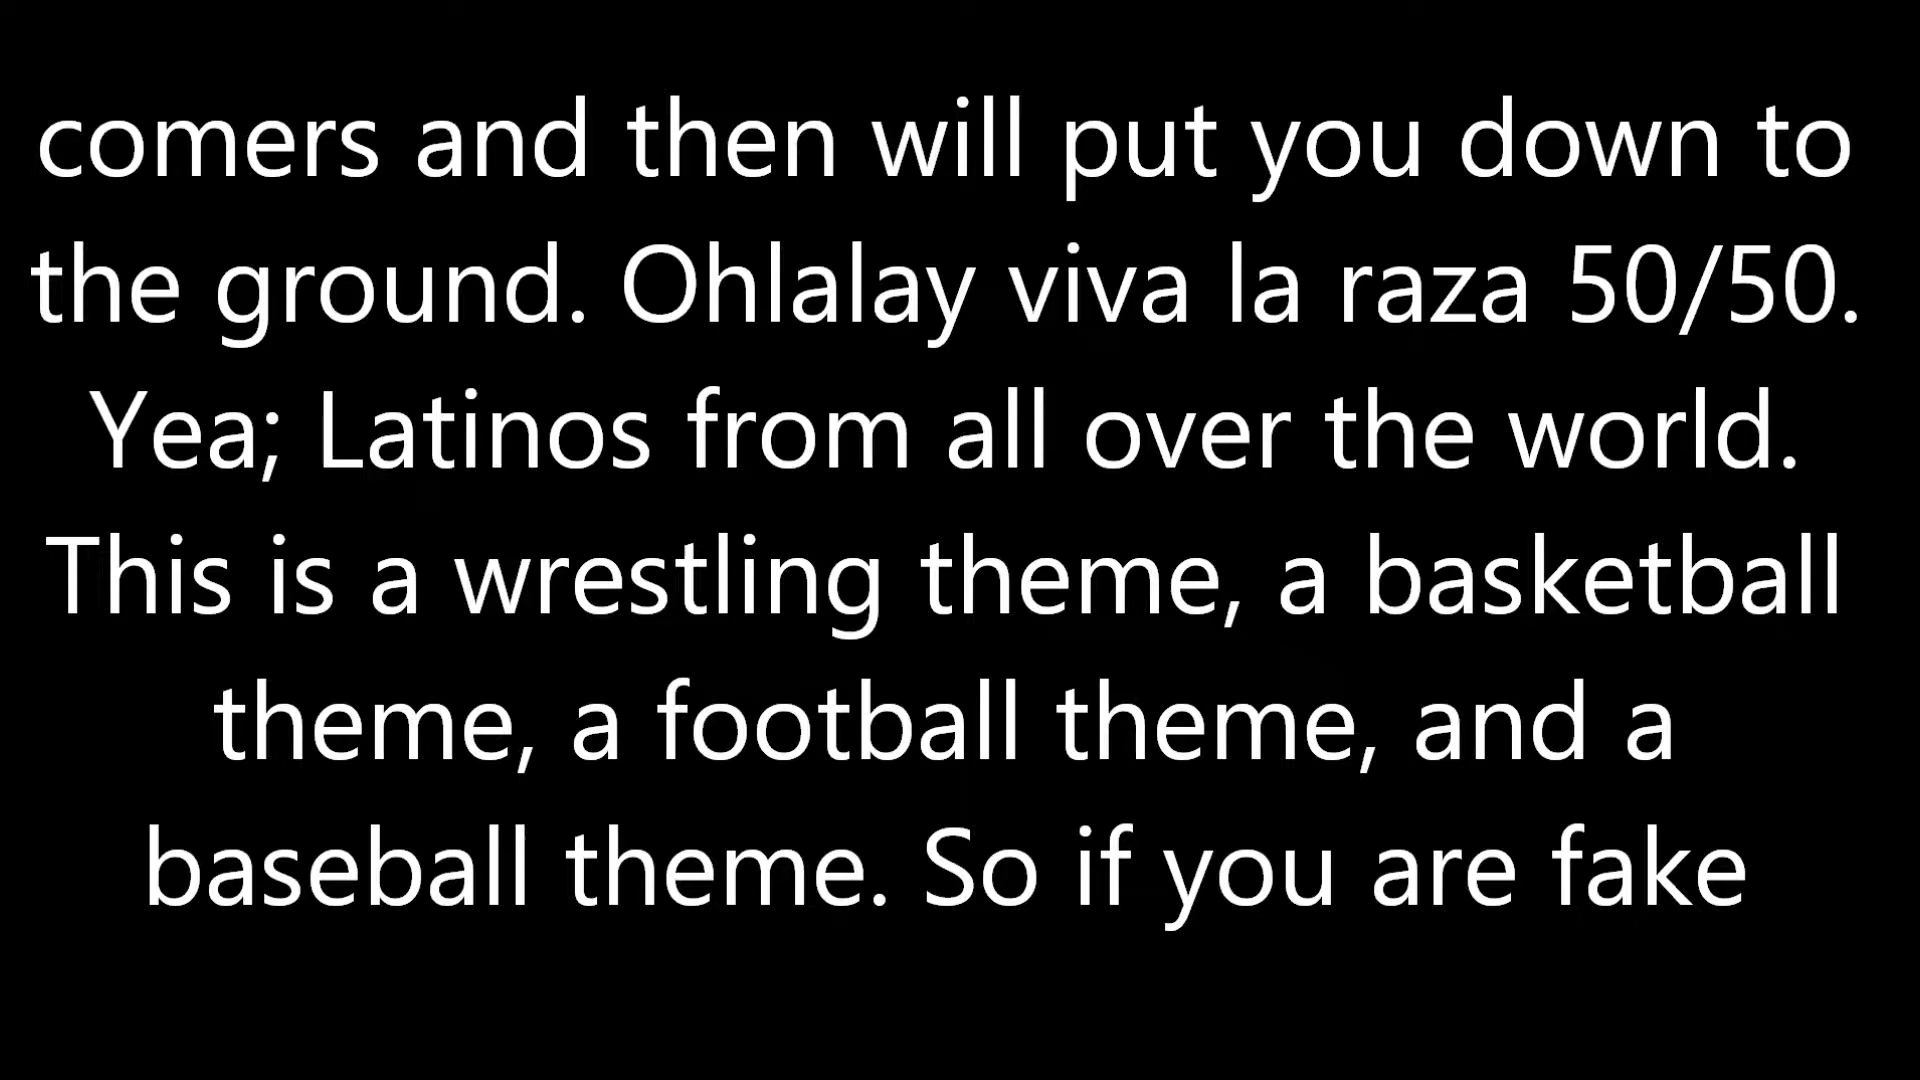 comers and then will put you down to
the ground. Ohlalay viva la raza 50/50.
Yea; Latinos from all over the world.
This is a wrestling theme, a basketball
theme, a football theme, and a
baseball theme. So if you are fake